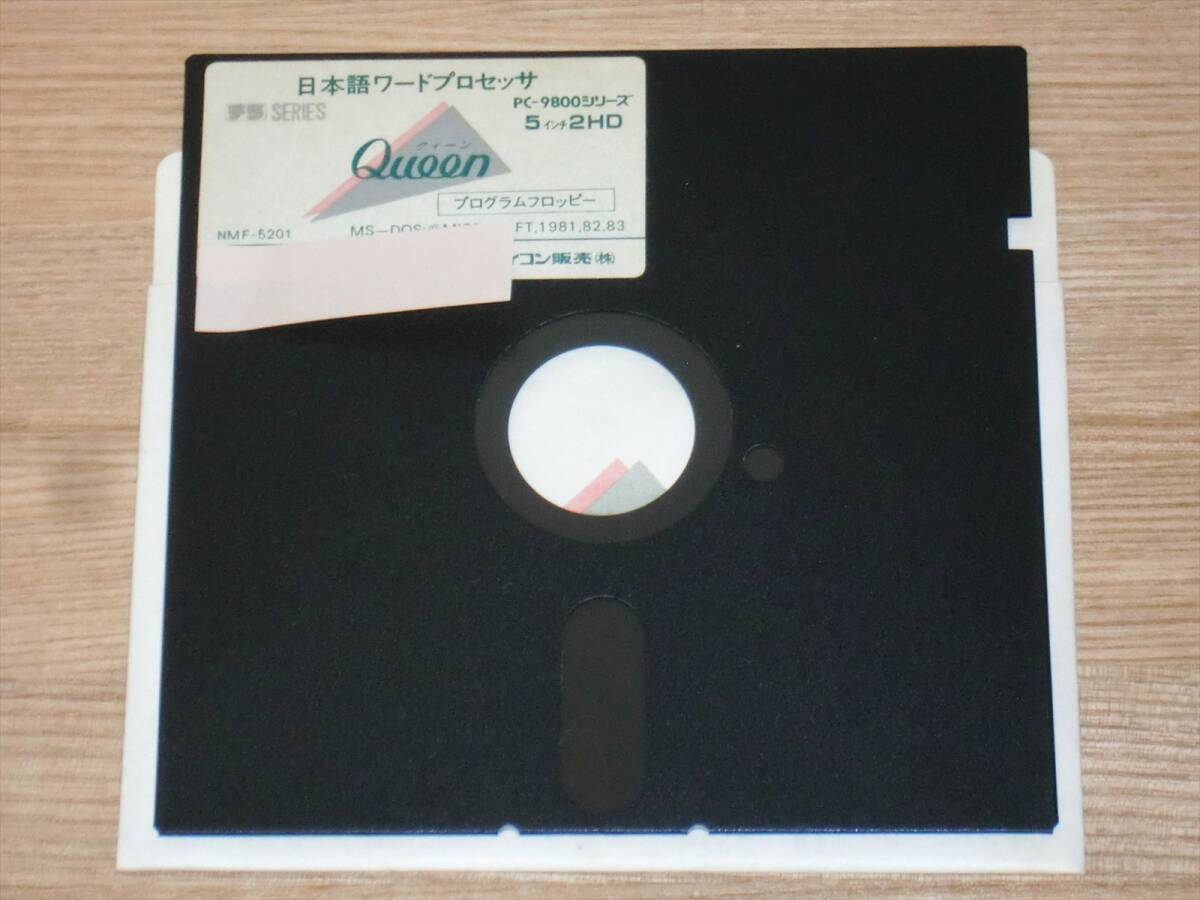 日本語ワードプロセッサ
SERIES
PC-9800シリーズ
5インチ2HD
クィーン
Queen
プログラムフロッピー
NMF-5201
MS-DOS FT,1981,82,83
イコン販売(株)